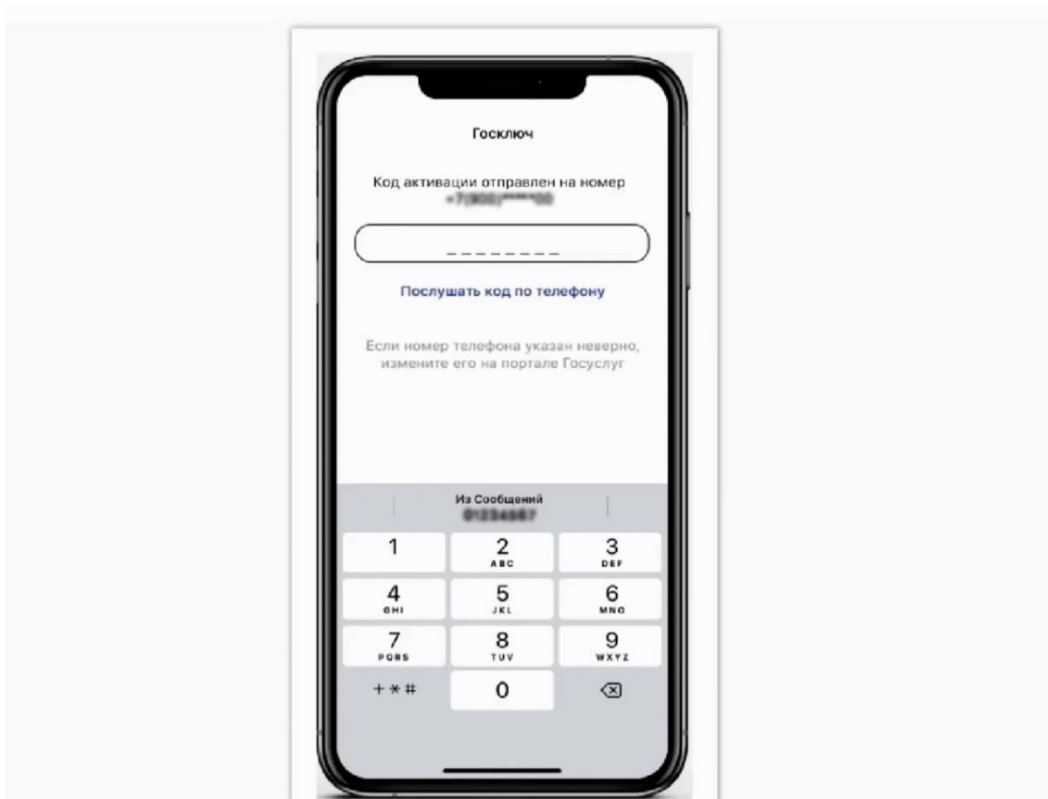 Госключ
Код активации отправлен на номер
Послушать код по телефону
Если номер телефона указан неверно,
измените его на портале Госуслуг
Из Сообщений
1
2
3
ABC
DEF
4
5
6
GHI
JKL
MNO
7
8
9
PQRS
TUV
WXYZ
+ * #
0